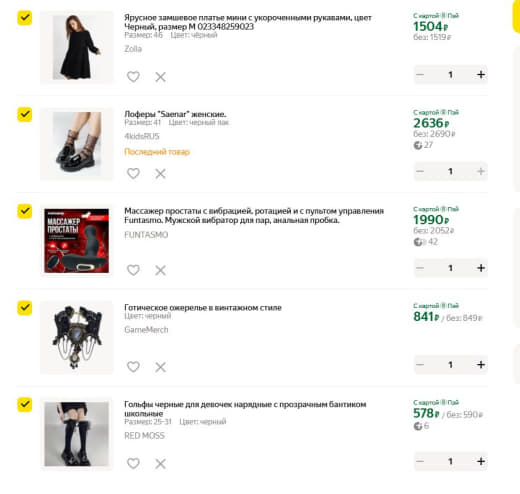 Ярусное замшевое платье мини с укороченными рукавами, цвет
Черный, размер M 023348259023
Размер: 46 Цвет: чёрный
Zolla
С картой Пэй
1504 ₽
без: 1519 ₽
− 1 +
Лоферы "Saenar" женские.
Размер: 41 Цвет: черный лак
4kidsRUS
Последний товар
С картой Пэй
2636 ₽
без: 2690 ₽
27
− 1 +
МАССАЖЕР
ПРОСТАТЫ
Массажер простаты с вибрацией, ротацией и с пультом управления
Funtasmo. Мужской вибратор для пар, анальная пробка.
FUNTASMO
С картой Пэй
1990 ₽
без: 2052 ₽
42
− 1 +
Готическое ожерелье в винтажном стиле
Цвет: черный
GameMerch
С картой Пэй
841 ₽ / без: 849 ₽
− 1 +
Гольфы черные для девочек нарядные с прозрачным бантиком
школьные
Размер: 25-31 Цвет: черный
RED MOSS
С картой Пэй
578 ₽ / без: 590 ₽
6
− 1 +